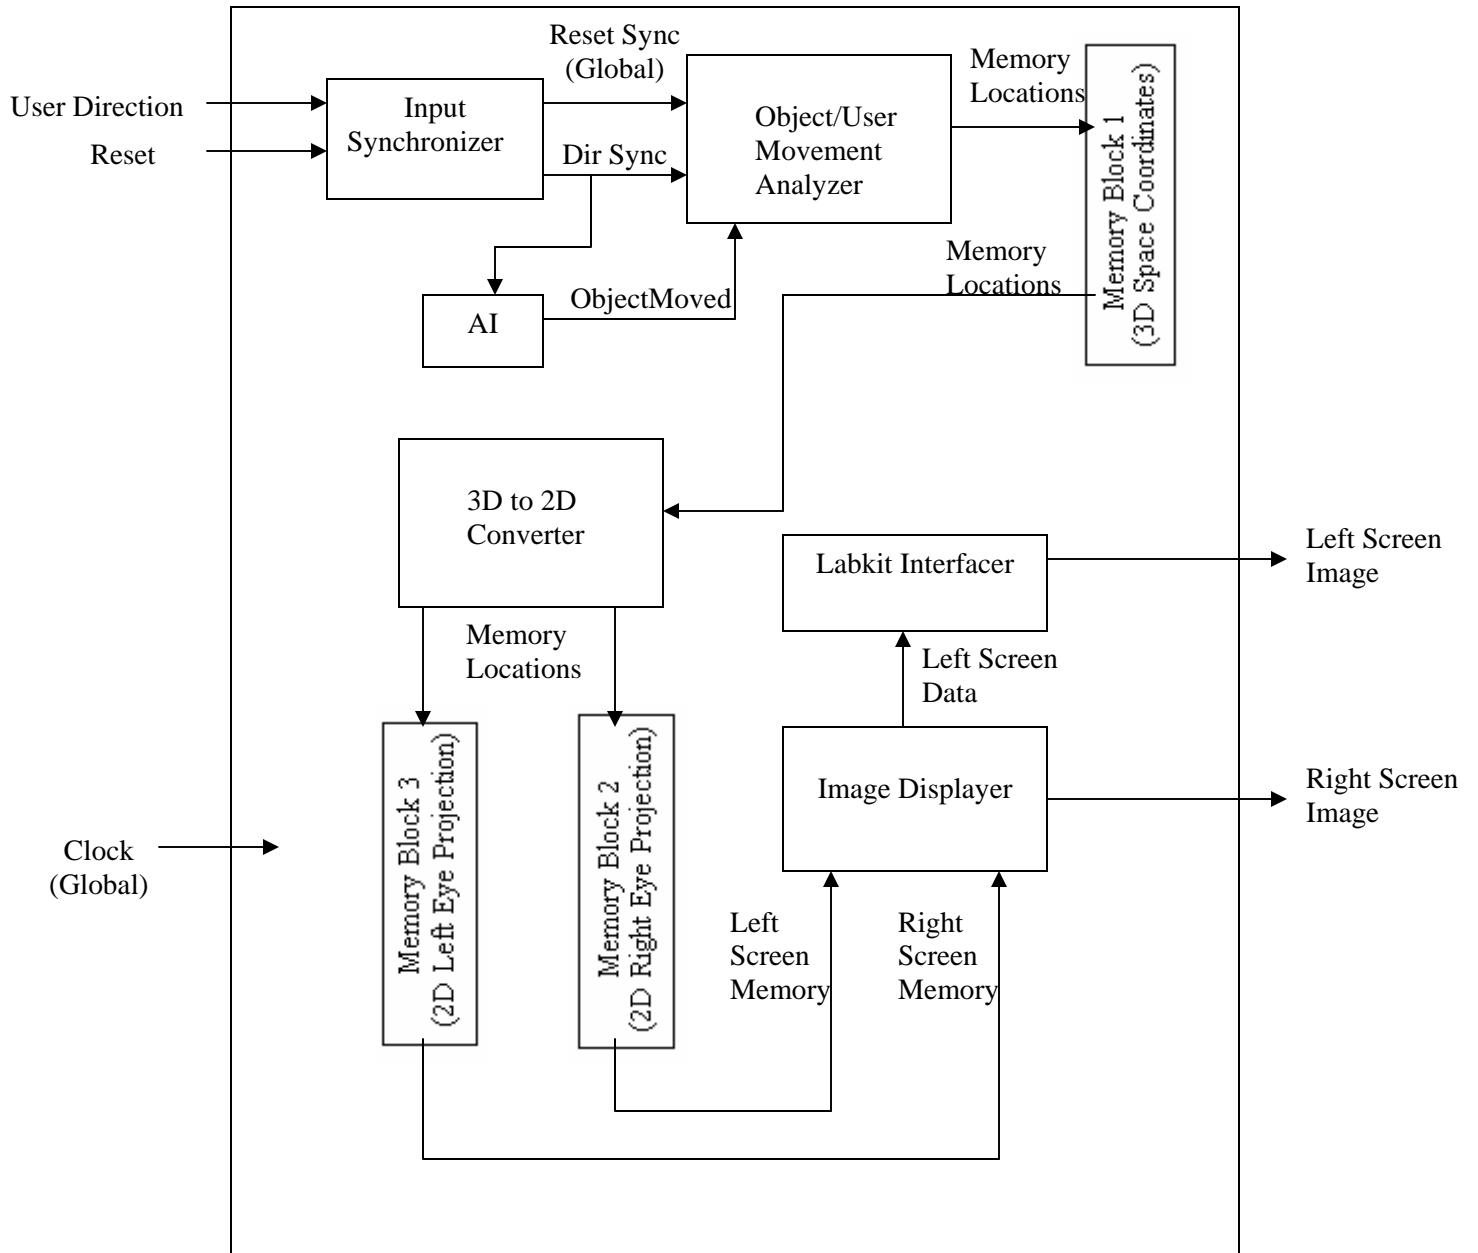 Reset Sync
(Global)
Memory
Locations
User Direction
Reset
Input
Synchronizer
Dir Sync
Object/User
Movement
Analyzer
Memory Block 1
(3D Space Coordinates)
Memory
Locations
AI
ObjectMoved
3D to 2D
Converter
Labkit Interfacer
Left Screen
Image
Memory
Locations
Left Screen
Data
Memory Block 3
(2D Left Eye Projection)
Memory Block 2
(2D Right Eye Projection)
Image Displayer
Right Screen
Image
Clock
(Global)
Left
Screen
Memory
Right
Screen
Memory